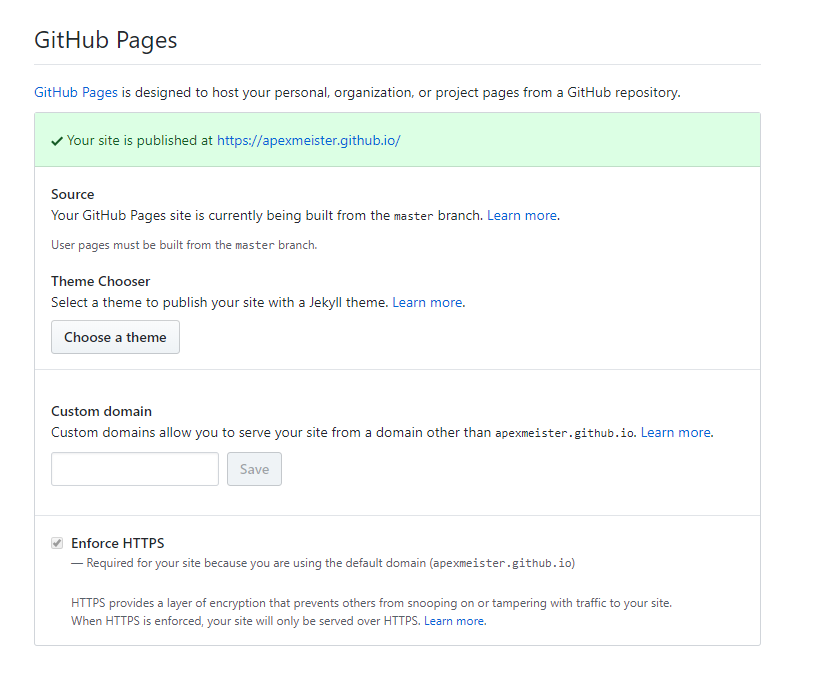 GitHub Pages
GitHub Pages is designed to host your personal, organization, or project pages from a GitHub repository.
Your site is published at https://apexmeister.github.io/
Source
Your GitHub Pages site is currently being built from the master branch. Learn more.
User pages must be built from the master branch.
Theme Chooser
Select a theme to publish your site with a Jekyll theme. Learn more.
Choose a theme
Custom domain
Custom domains allow you to serve your site from a domain other than apexmeister.github.io. Learn more.
Save
Enforce HTTPS
— Required for your site because you are using the default domain (apexmeister.github.io)
HTTPS provides a layer of encryption that prevents others from snooping on or tampering with traffic to your site.
When HTTPS is enforced, your site will only be served over HTTPS. Learn more.